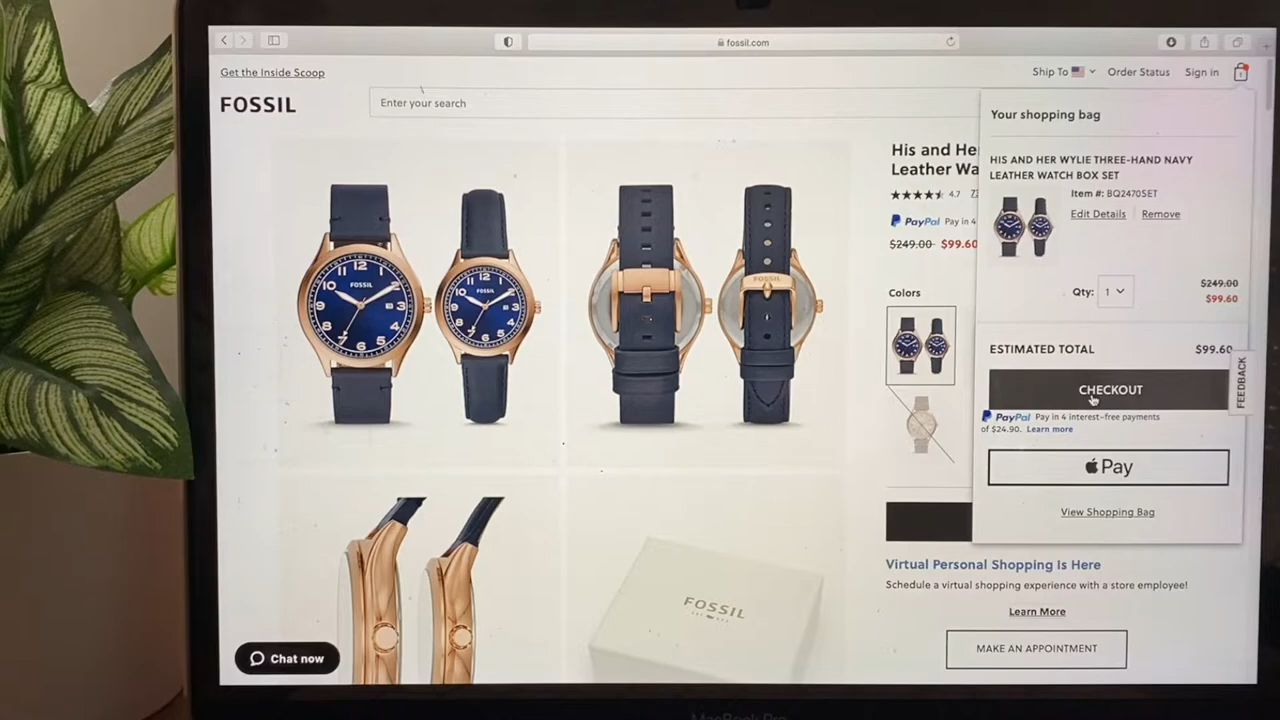 fossil.com
Get the Inside Scoop
Ship To
Order Status
Sign in
1
FOSSIL
Enter your search
Your shopping bag
His and He
Leather Wa
4.7
PayPal Pay in 4
$249.00 $99.60
Colors
HIS AND HER WYLIE THREE-HAND NAVY
LEATHER WATCH BOX SET
Item #: BQ2470SET
Edit Details
Remove
Qty: 1
$249.00
$99.60
ESTIMATED TOTAL $99.60
CHECKOUT
PayPal Pay in 4 interest-free payments
of $24.90. Learn more
Pay
View Shopping Bag
FEEDBACK
FOSSIL
FOSSIL
FOSSIL
FOSSIL
Virtual Personal Shopping Is Here
Schedule a virtual shopping experience with a store employee!
Learn More
MAKE AN APPOINTMENT
Chat now